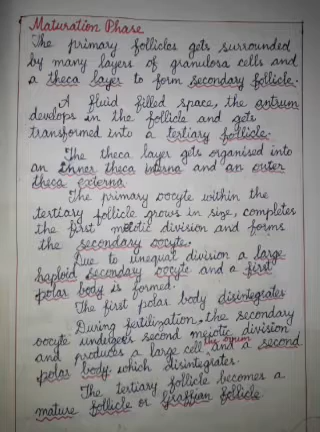 Maturation Phase
The primary follicles gets surrounded
by many layers of granulosa cells and
a theca layer to form secondary follicle.
A fluid filled space, the antrum
develops in the follicle and gets
transformed into a tertiary follicle.
The theca layer gets organised into
an inner theca interna and an outer
theca externa
The primary oocyte within the
tertiary follicle grows in size, completes
the first meiotic division and forms
the secondary oocyte.
Due to unequal division a large
haploid secondary oocyte and a first
polar body is formed.
The first polar body disintegrates
During fertilization, the secondary
oocyte undergoes second meiotic division
and produces a large cell, the ovum and a second
polar body which disintegrates.
The tertiary follicle becomes a
mature follicle or Graffian follicle.